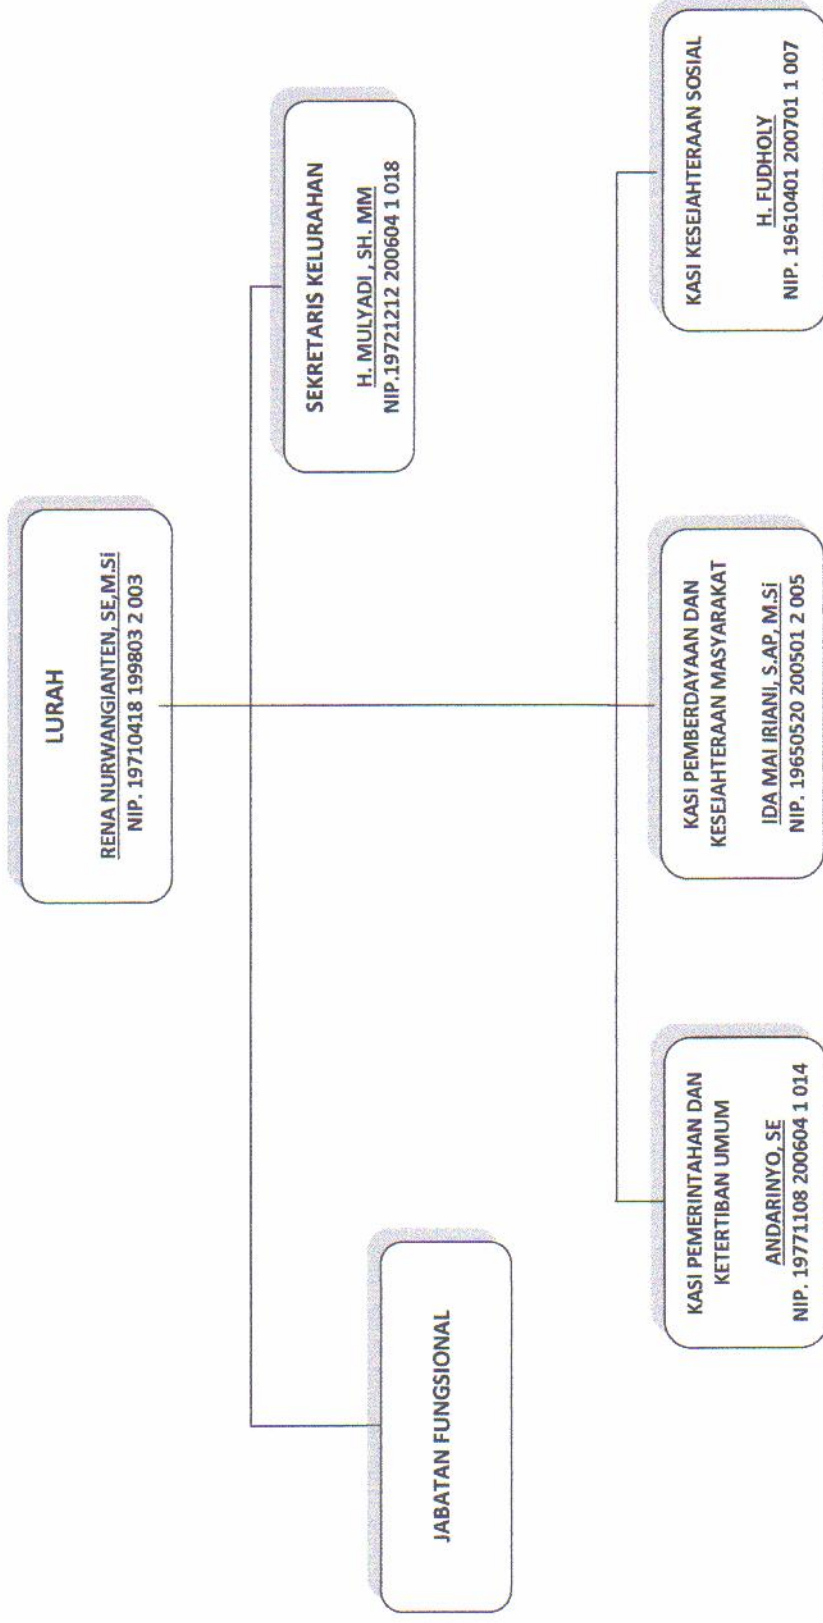 LURAH
RENA NURWANGIANTEN, SE,M.Si
NIP. 19710418 199803 2 003
SEKRETARIS KELURAHAN
H. MULYADI , SH. MM
NIP.19721212 200604 1 018
JABATAN FUNGSIONAL
KASI PEMERINTAHAN DAN
KETERTIBAN UMUM
ANDARINYO, SE
NIP. 19771108 200604 1 014
KASI PEMBERDAYAAN DAN
KESEJAHTERAAN MASYARAKAT
IDA MAI IRIANI, S.AP, M.Si
NIP. 19650520 200501 2 005
KASI KESEJAHTERAAN SOSIAL
H. FUDHOLY
NIP. 19610401 200701 1 007